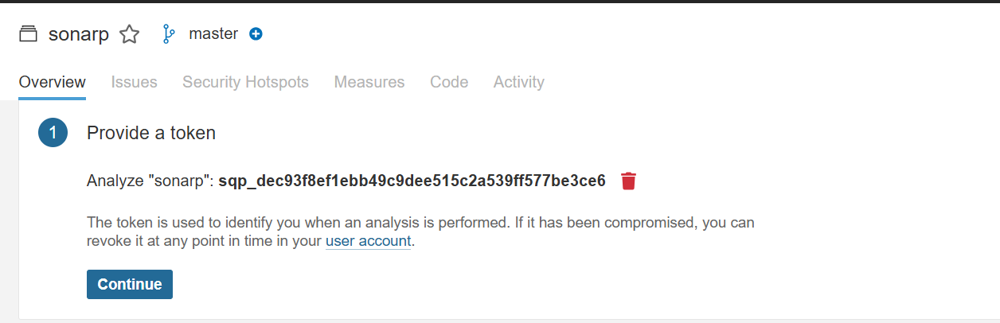 sonarp master
Overview Issues Security Hotspots Measures Code Activity
1 Provide a token
Analyze "sonarp": sqp_dec93f8ef1ebb49c9dee515c2a539ff577be3ce6
The token is used to identify you when an analysis is performed. If it has been compromised, you can
revoke it at any point in time in your user account.
Continue